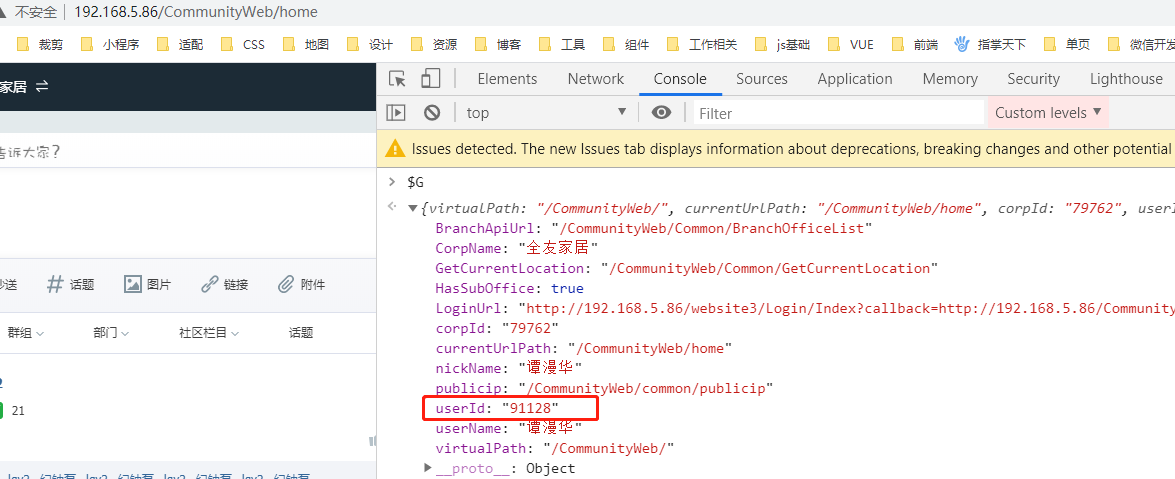 不安全 192.168.5.86/CommunityWeb/home
裁剪 小程序 适配 CSS 地图 设计 资源 博客 工具 组件 工作相关 js基础 VUE 前端 指掌天下 单页 微信开发
家居 ⇌ Elements Network Console Sources Application Memory Security Lighthouse
top Filter Custom levels
告诉大家?
Issues detected. The new Issues tab displays information about deprecations, breaking changes and other potential
> $G
{virtualPath: "/CommunityWeb/", currentUrlPath: "/CommunityWeb/home", corpId: "79762", userI
BranchApiUrl: "/CommunityWeb/Common/BranchOfficeList"
CorpName: "全友家居"
GetCurrentLocation: "/CommunityWeb/Common/GetCurrentLocation"
# 话题 图片 链接 附件
HasSubOffice: true
LoginUrl: "http://192.168.5.86/website3/Login/Index?callback=http://192.168.5.86/Community
群组 部门 社区栏目 话题
corpId: "79762"
currentUrlPath: "/CommunityWeb/home"
nickName: "谭漫华"
publicip: "/CommunityWeb/common/publicip"
21
userId: "91128"
userName: "谭漫华"
virtualPath: "/CommunityWeb/"
__proto__: Object